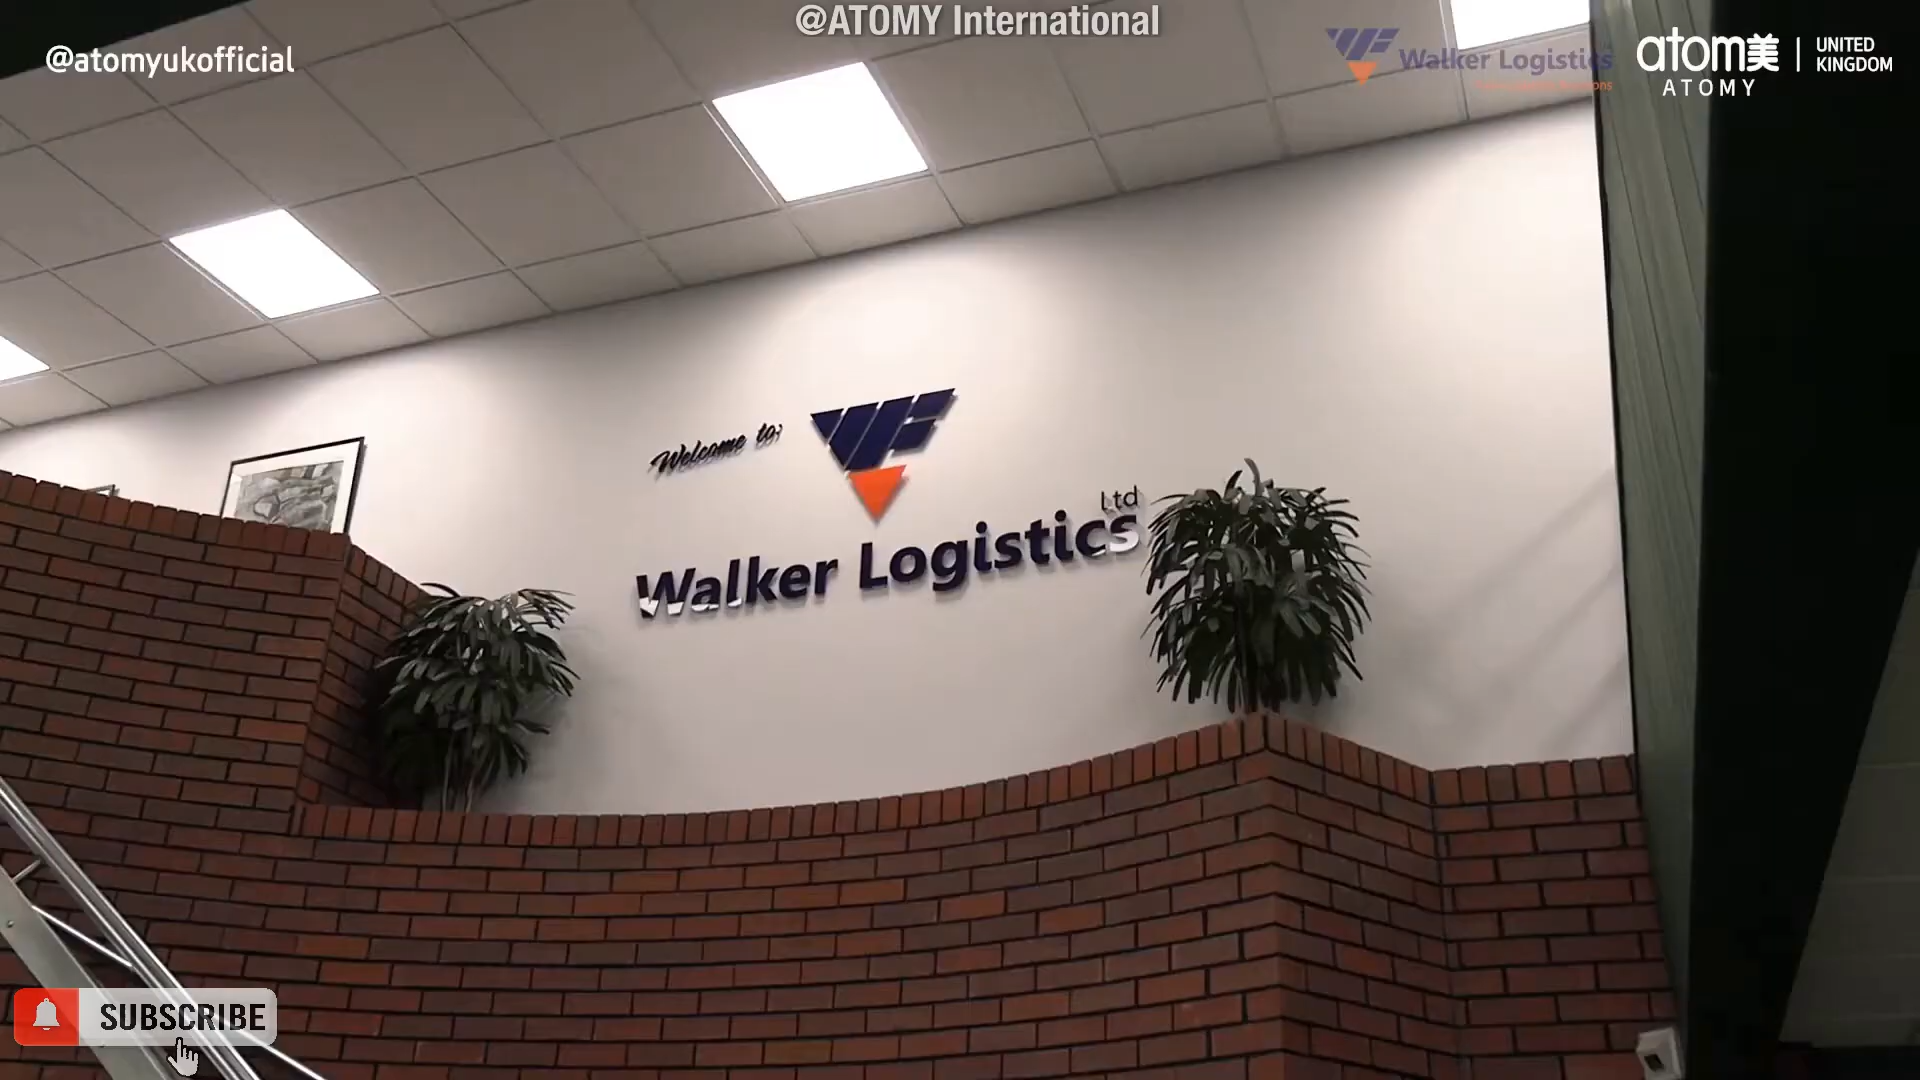 @ATOMY International
@atomyukofficial
Walker Logistics
atom美
ATOMY
UNITED
KINGDOM
Welcome to:
Ltd
Walker Logistics
SUBSCRIBE